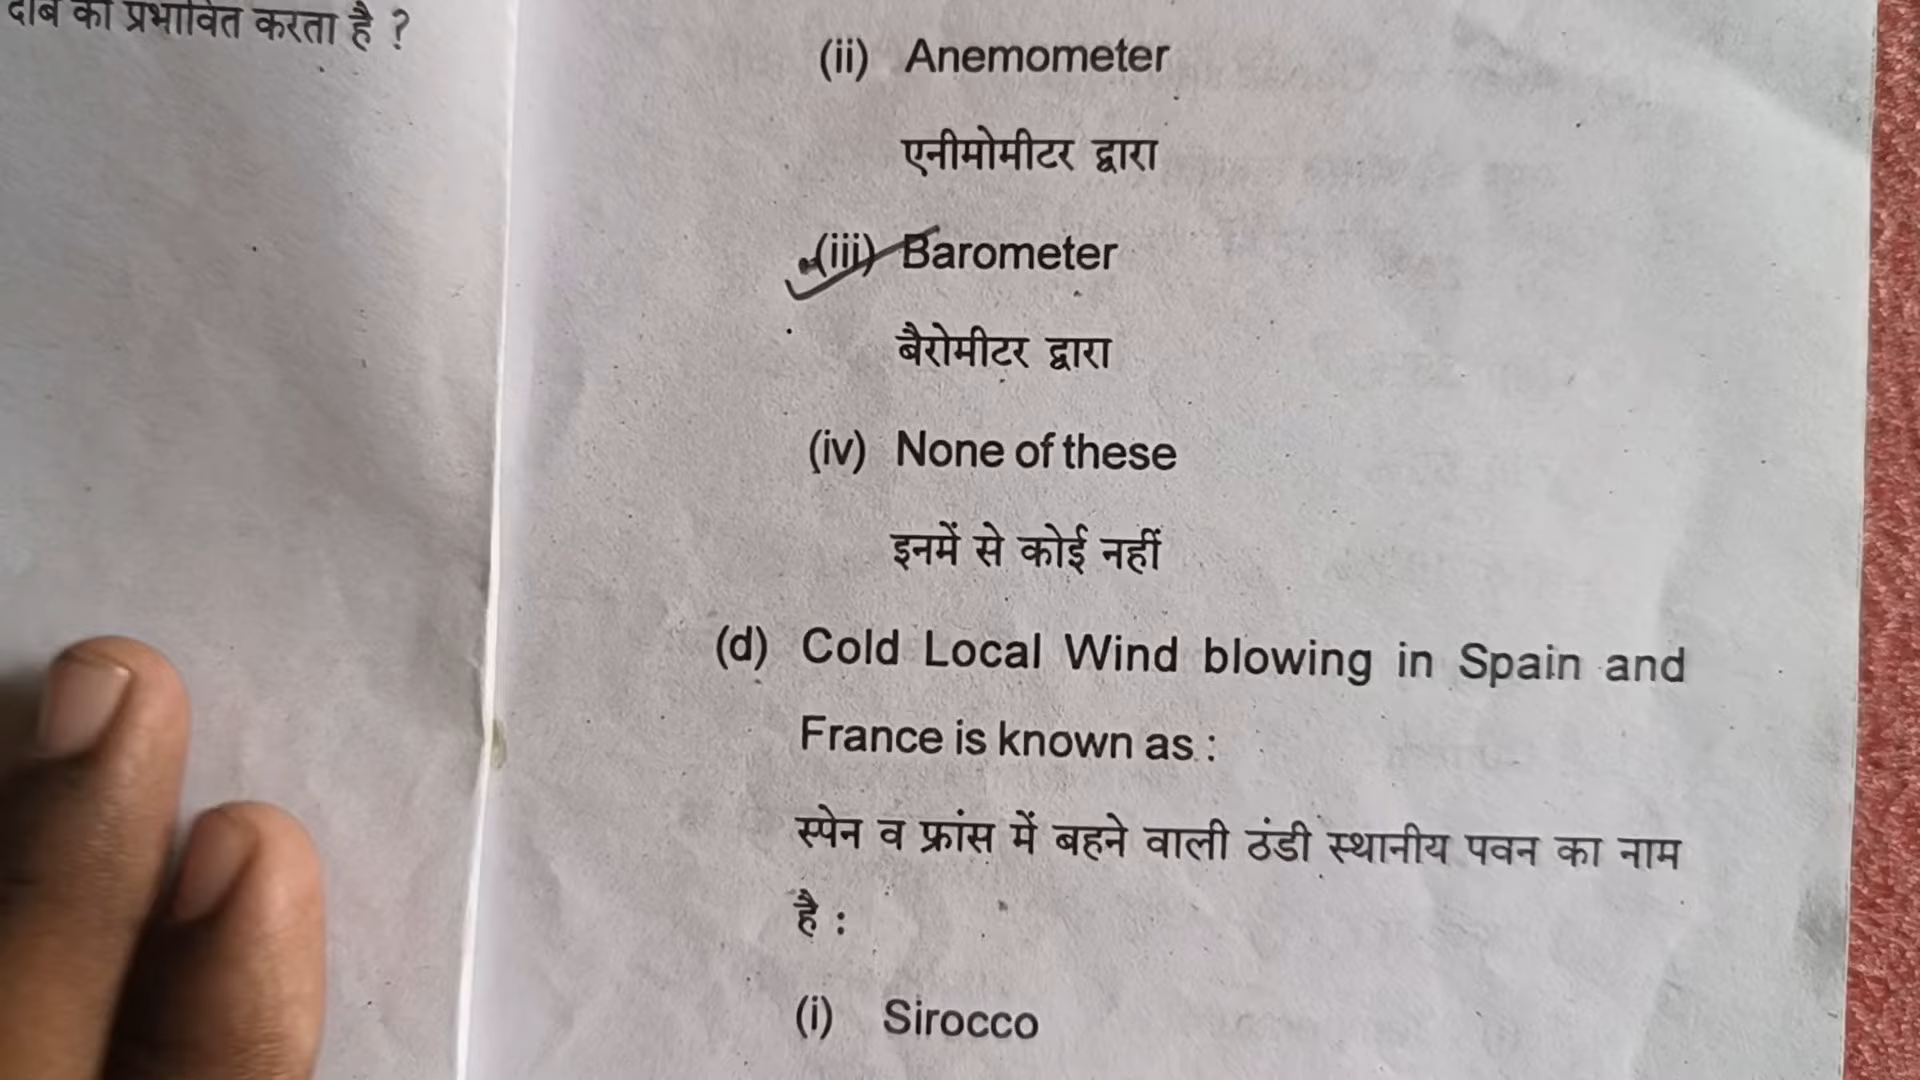 दाब को प्रभावित करता है ?
(ii) Anemometer
एनीमोमीटर द्वारा
(iii) Barometer
बैरोमीटर द्वारा
(iv) None of these
इनमें से कोई नहीं
(d) Cold Local Wind blowing in Spain and
France is known as :
स्पेन व फ्रांस में बहने वाली ठंडी स्थानीय पवन का नाम
है :
(i) Sirocco